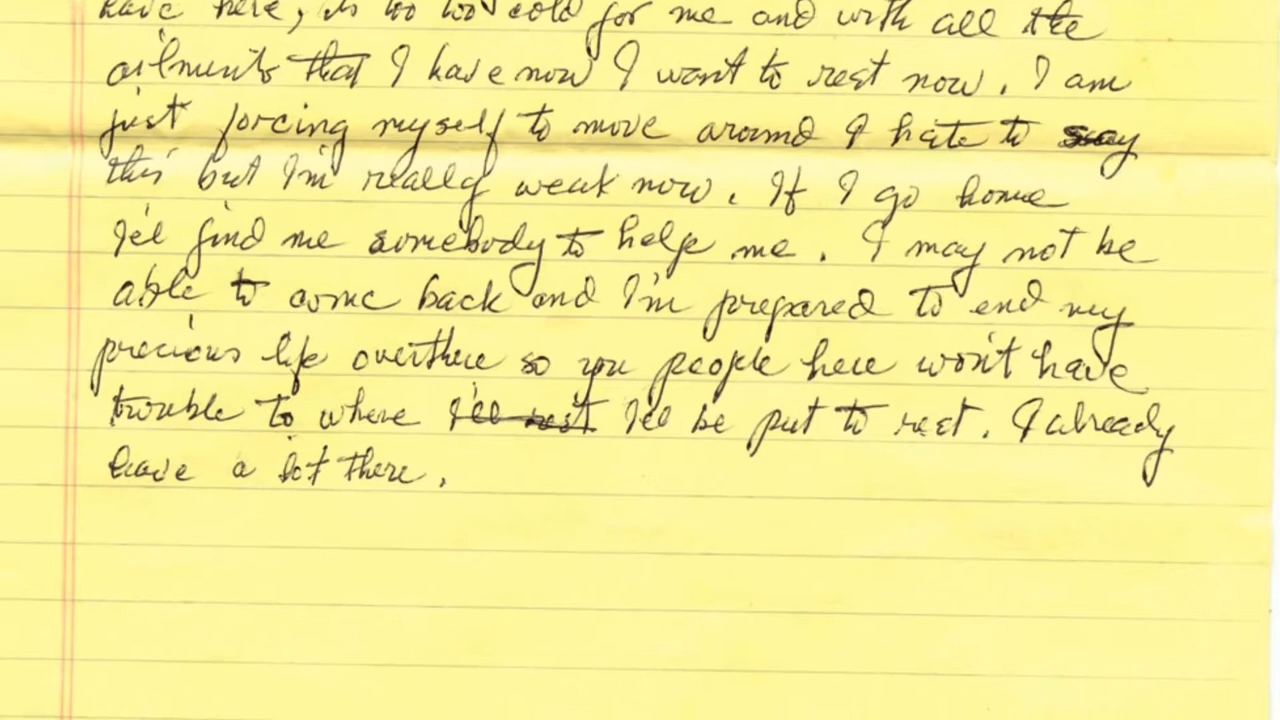 have here, its too too cold for me and with all the
ailments that I have now I want to rest now. I am
just forcing myself to move around I hate to say
this but I'm really weak now. If I go home
I'll find me somebody to help me. I may not be
able to come back and I'm prepared to end my
precious life overthere so you people here won't have
trouble to where I'll rest I'll be put to rest. I already
have a lot there.